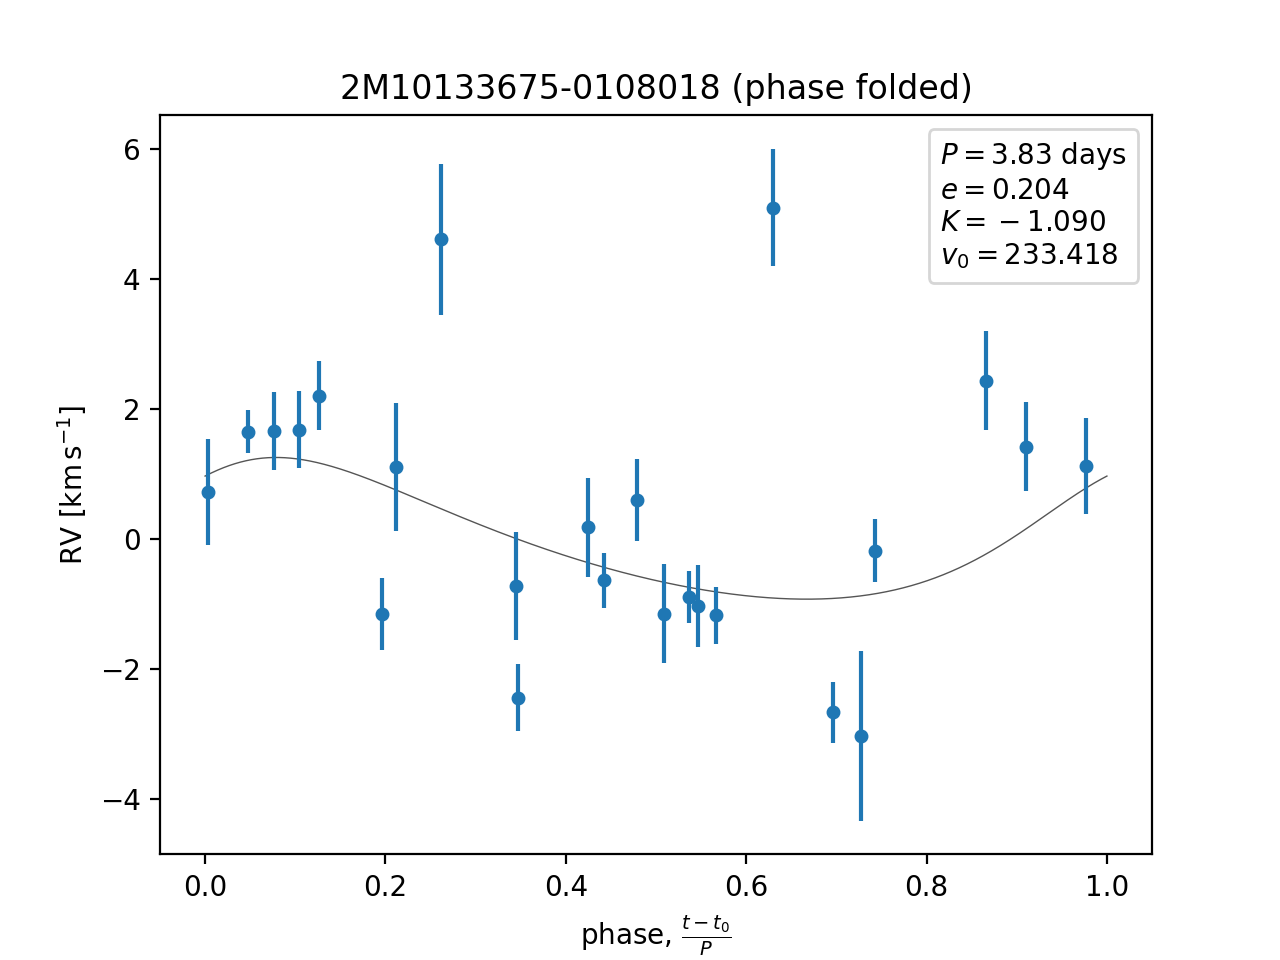 2M10133675-0108018 (phase folded)
P = 3.83 days
e = 0.204
K = −1.090
v₀ = 233.418
6
4
2
0
−2
−4
RV [km s⁻¹]
0.0 0.2 0.4 0.6 0.8 1.0
phase, (t − t₀)/P